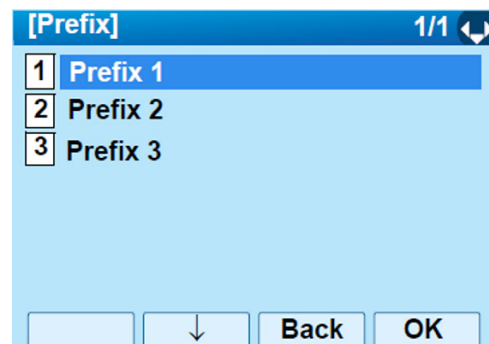 [Prefix] 1/1
1 Prefix 1
2 Prefix 2
3 Prefix 3
↓ Back OK